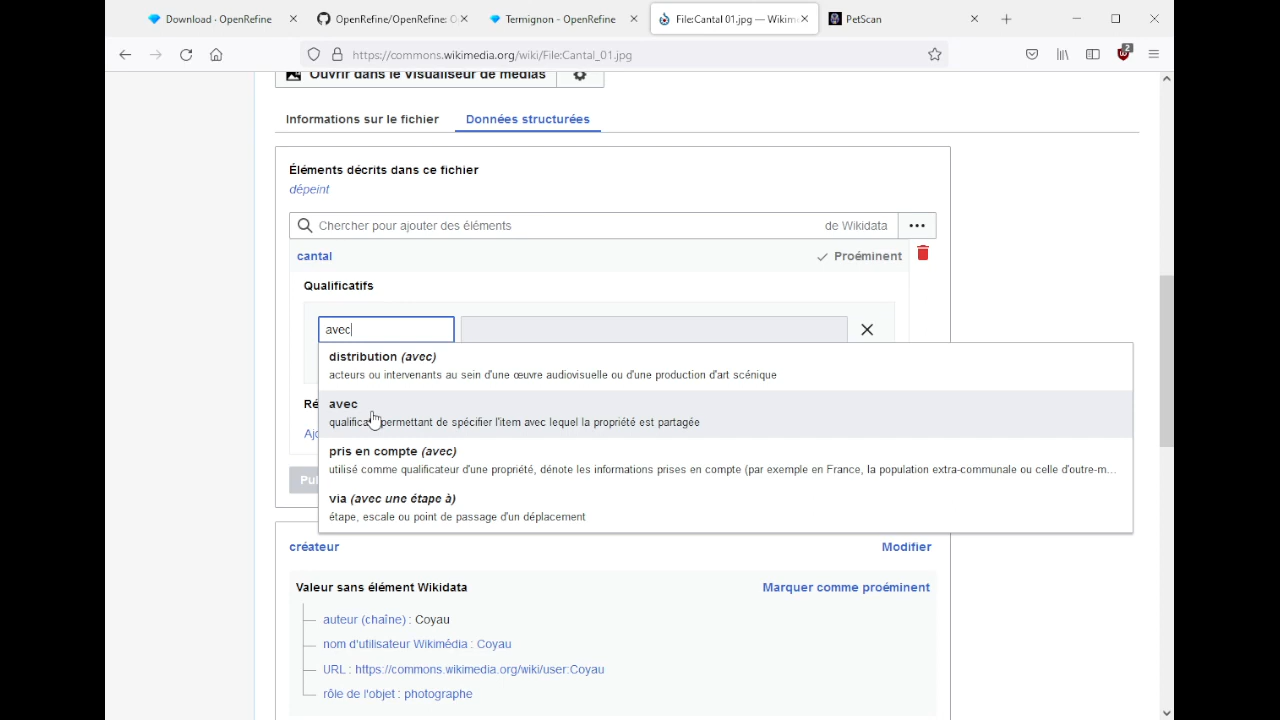 Download · OpenRefine
OpenRefine/OpenRefine: O
Termignon - OpenRefine
File:Cantal 01.jpg — Wikim
PetScan
https://commons.wikimedia.org/wiki/File:Cantal_01.jpg
2
Ouvrir dans le Visualiseur de médias
Informations sur le fichier
Données structurées
Éléments décrits dans ce fichier
dépeint
Chercher pour ajouter des éléments
de Wikidata
cantal
Proéminent
Qualificatifs
avec
distribution (avec)
acteurs ou intervenants au sein d'une œuvre audiovisuelle ou d'une production d'art scénique
avec
permettant de spécifier l'item avec lequel la propriété est partagée
pris en compte (avec)
utilisé comme qualificateur d'une propriété, dénote les informations prises en compte (par exemple en France, la population extra-communale ou celle d'outre-m...
via (avec une étape à)
étape, escale ou point de passage d'un déplacement
créateur
Modifier
Valeur sans élément Wikidata
Marquer comme proéminent
auteur (chaîne) : Coyau
nom d'utilisateur Wikimédia : Coyau
URL : https://commons.wikimedia.org/wiki/user:Coyau
rôle de l'objet : photographe